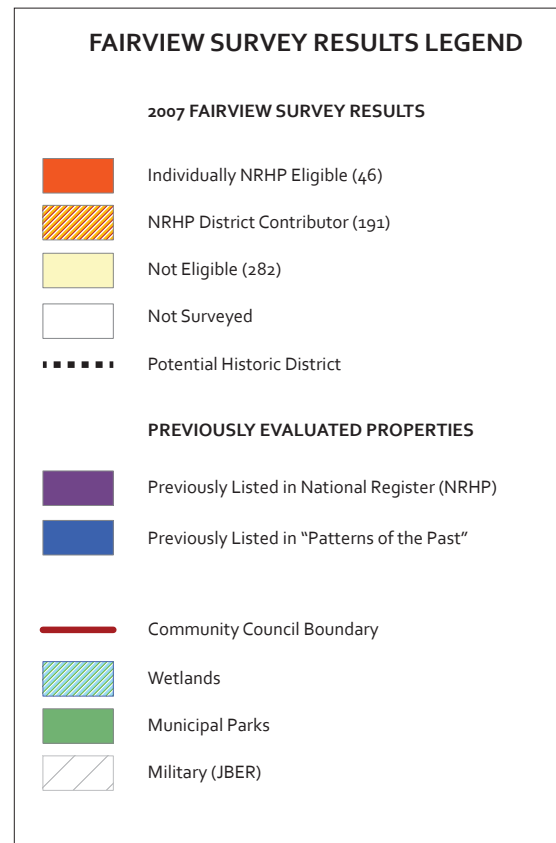 FAIRVIEW SURVEY RESULTS LEGEND
2007 FAIRVIEW SURVEY RESULTS
Individually NRHP Eligible (46)
NRHP District Contributor (191)
Not Eligible (282)
Not Surveyed
Potential Historic District
PREVIOUSLY EVALUATED PROPERTIES
Previously Listed in National Register (NRHP)
Previously Listed in “Patterns of the Past”
Community Council Boundary
Wetlands
Municipal Parks
Military (JBER)